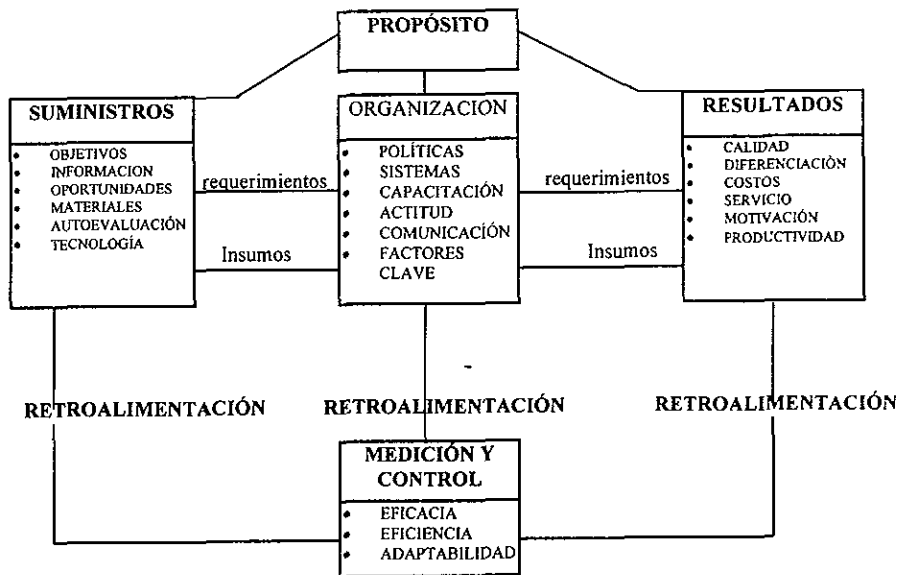 PROPÓSITO
SUMINISTROS
• OBJETIVOS
• INFORMACION
• OPORTUNIDADES
• MATERIALES
• AUTOEVALUACIÓN
• TECNOLOGÍA
requerimientos
Insumos
ORGANIZACION
• POLÍTICAS
• SISTEMAS
• CAPACITACIÓN
• ACTITUD
• COMUNICACIÓN
• FACTORES
CLAVE
requerimientos
Insumos
RESULTADOS
• CALIDAD
• DIFERENCIACIÓN
• COSTOS
• SERVICIO
• MOTIVACIÓN
• PRODUCTIVIDAD
RETROALIMENTACIÓN
RETROALIMENTACIÓN
RETROALIMENTACIÓN
MEDICIÓN Y
CONTROL
• EFICACIA
• EFICIENCIA
• ADAPTABILIDAD